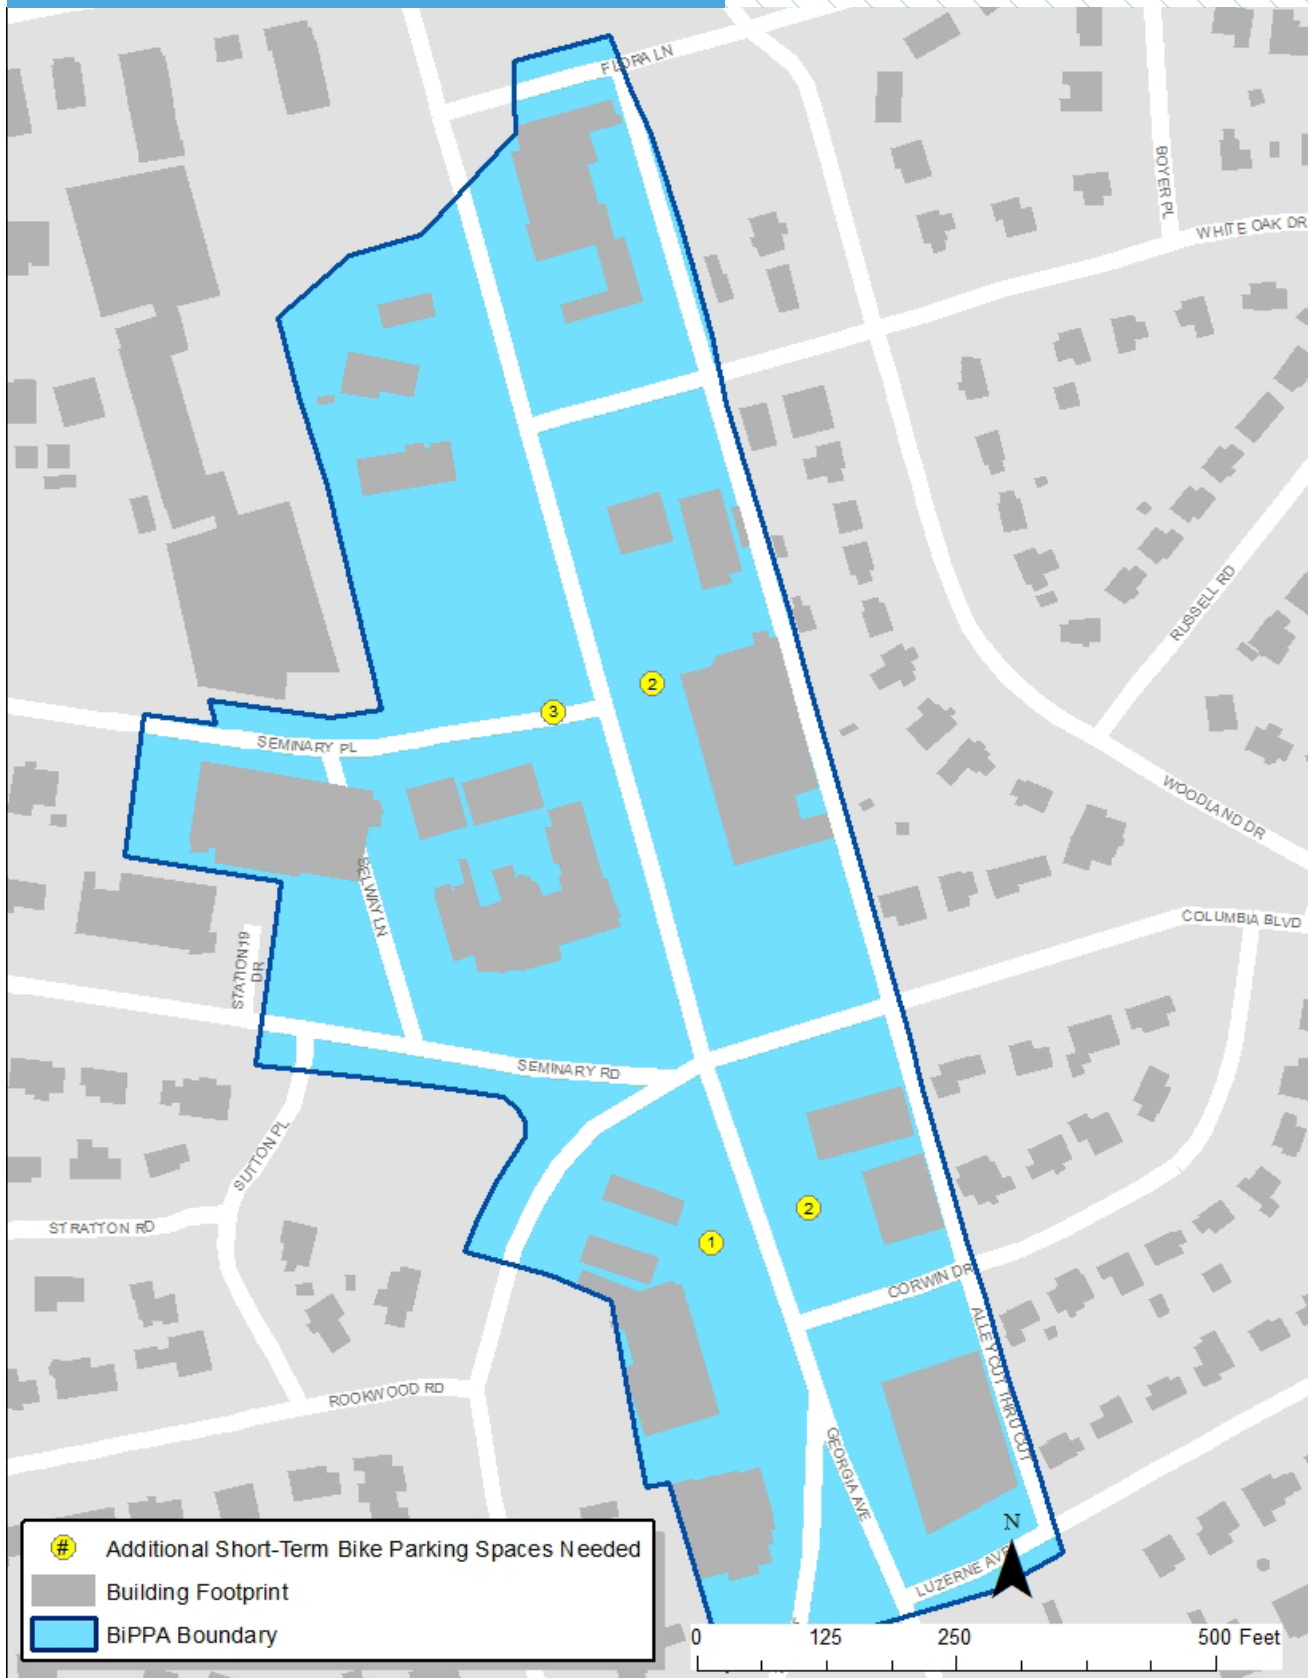 FLORA LN
BOYER PL
WHITE OAK DR
RUSSELL RD
2
3
SEMINARY PL
WOODLAND DR
SELWAY LN
COLUMBIA BLVD
STATION 19
DR
SEMINARY RD
SUTTON PL
2
STRATTON RD
1
CORWIN DR
ALLEY CUT THRU CUT
ROOKWOOD RD
GEORGIA AVE
N
LUZERNE AVE
# Additional Short-Term Bike Parking Spaces Needed
Building Footprint
BiPPA Boundary
0 125 250 500 Feet